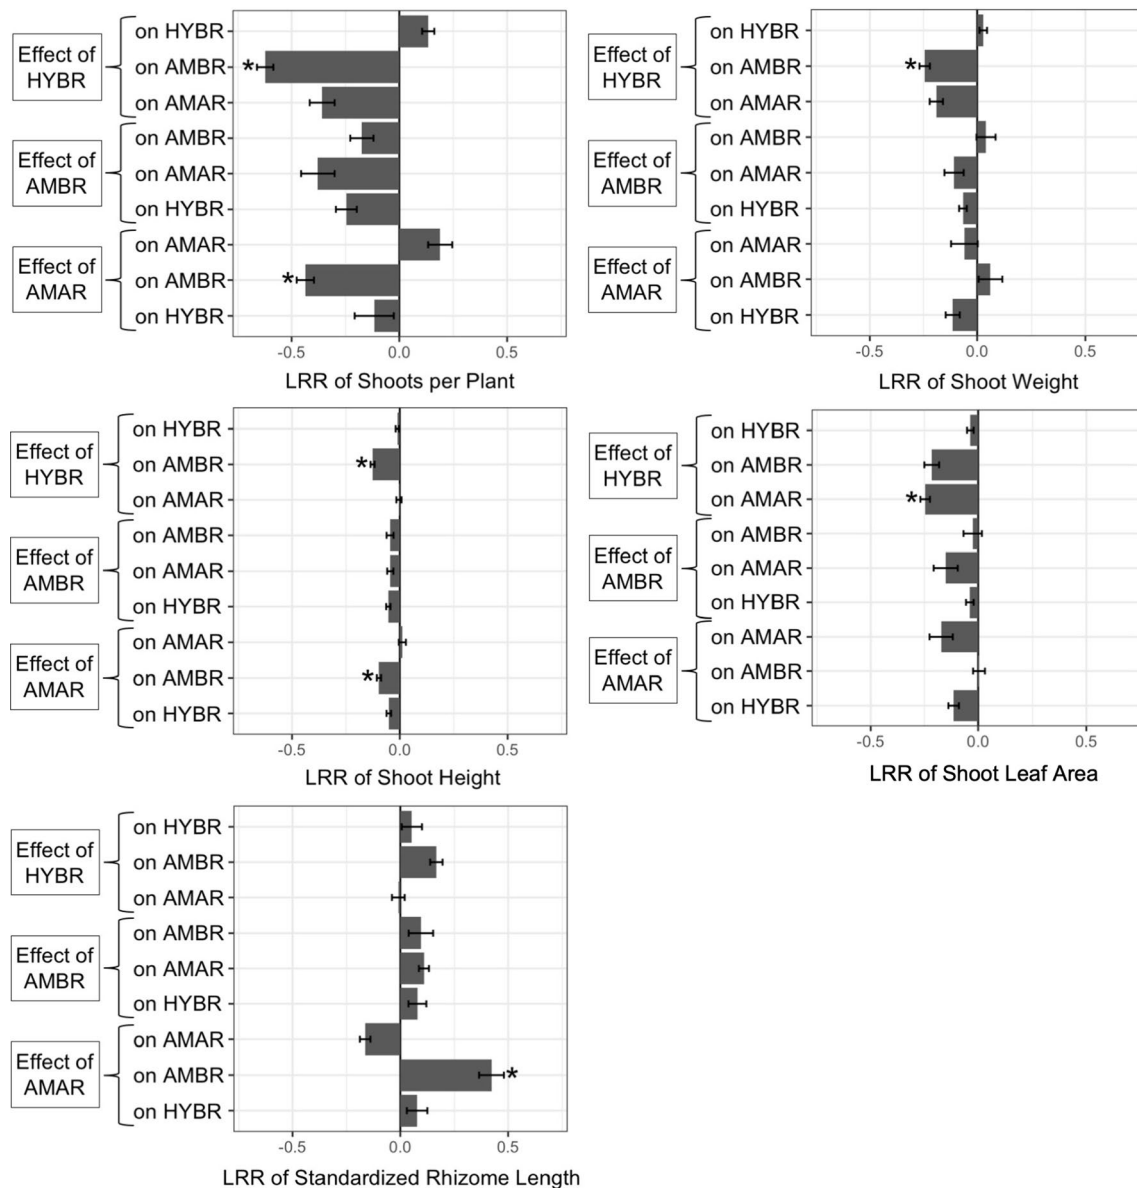 Effect of
HYBR
on HYBR
on AMBR
*
on AMAR
Effect of
AMBR
on AMBR
on AMAR
on HYBR
Effect of
AMAR
on AMAR
on AMBR
*
on HYBR
-0.5 0.0 0.5
LRR of Shoots per Plant
Effect of
HYBR
on HYBR
on AMBR
*
on AMAR
Effect of
AMBR
on AMBR
on AMAR
on HYBR
Effect of
AMAR
on AMAR
on AMBR
on HYBR
-0.5 0.0 0.5
LRR of Shoot Weight
Effect of
HYBR
on HYBR
on AMBR
*
on AMAR
Effect of
AMBR
on AMBR
on AMAR
on HYBR
Effect of
AMAR
on AMAR
on AMBR
*
on HYBR
-0.5 0.0 0.5
LRR of Shoot Height
Effect of
HYBR
on HYBR
on AMBR
on AMAR
*
Effect of
AMBR
on AMBR
on AMAR
on HYBR
Effect of
AMAR
on AMAR
on AMBR
on HYBR
-0.5 0.0 0.5
LRR of Shoot Leaf Area
Effect of
HYBR
on HYBR
on AMBR
on AMAR
Effect of
AMBR
on AMBR
on AMAR
on HYBR
Effect of
AMAR
on AMAR
on AMBR
*
on HYBR
-0.5 0.0 0.5
LRR of Standardized Rhizome Length